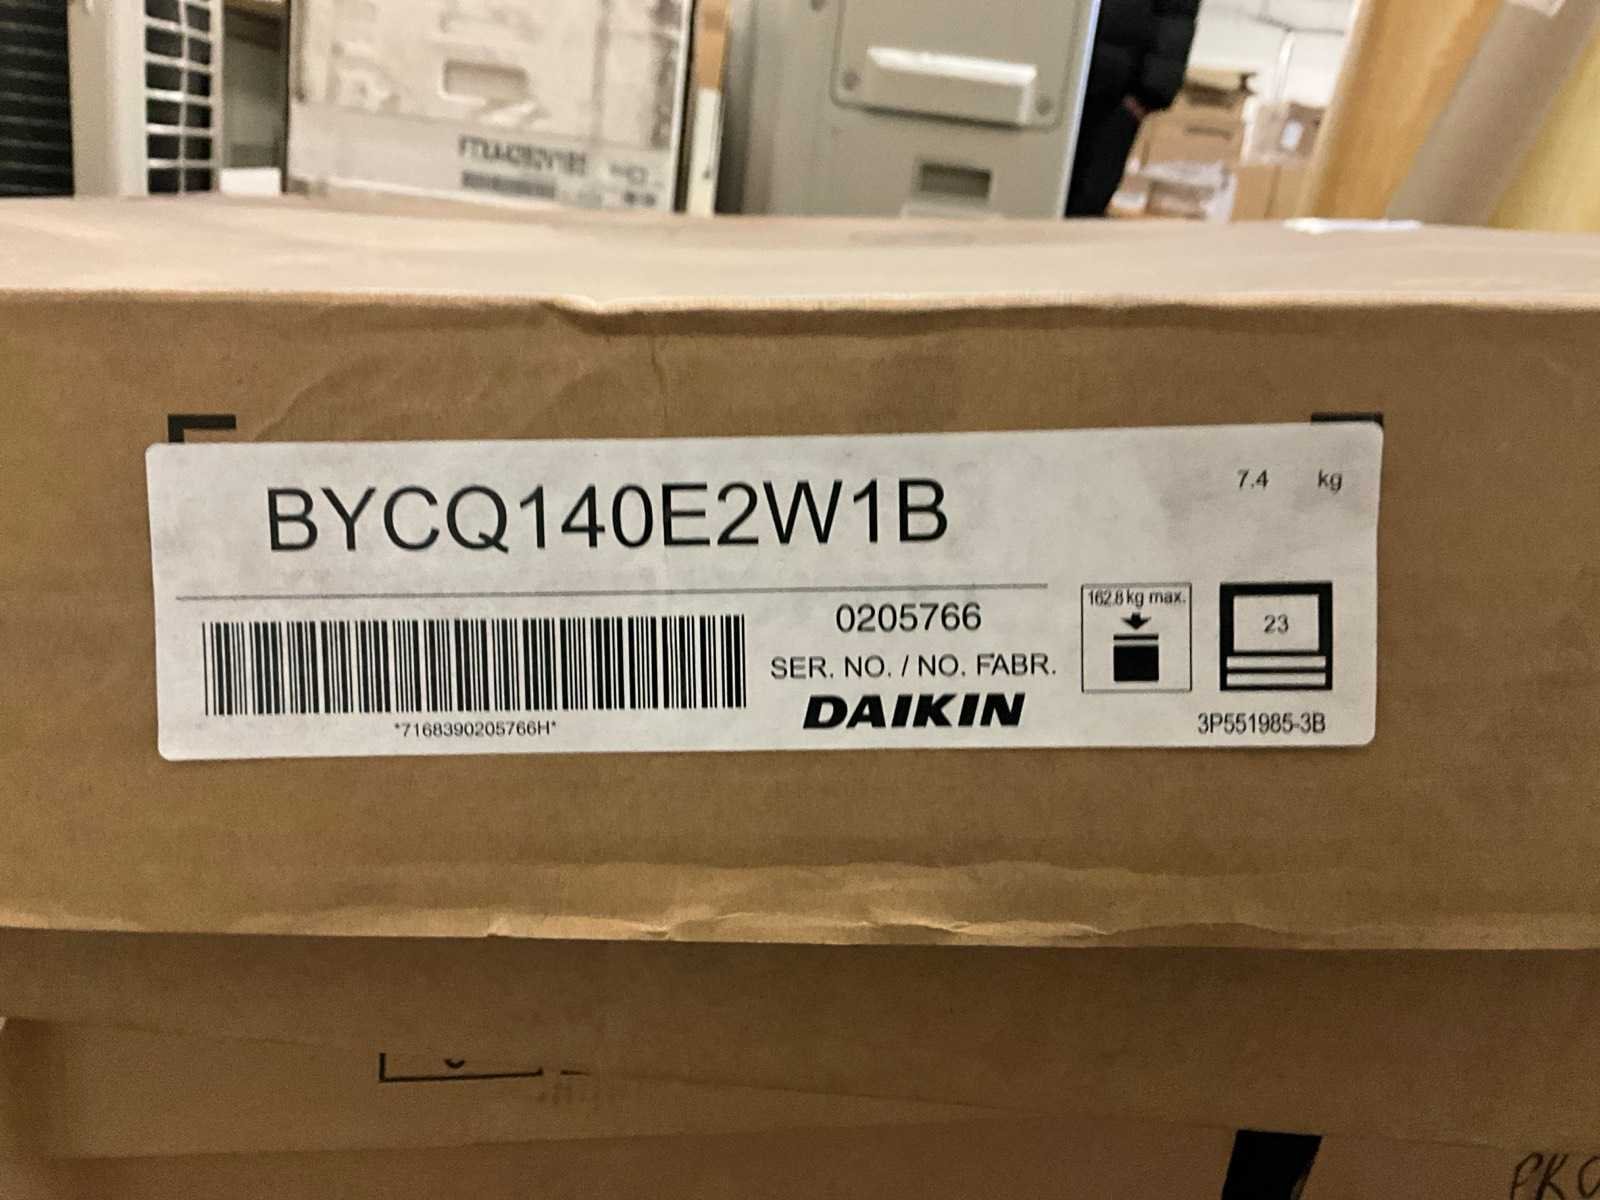 BYCQ140E2W1B
7.4 kg
0205766
SER. NO. / NO. FABR.
DAIKIN
*7168390205766H*
162.8 kg max.
23
3P551985-3B